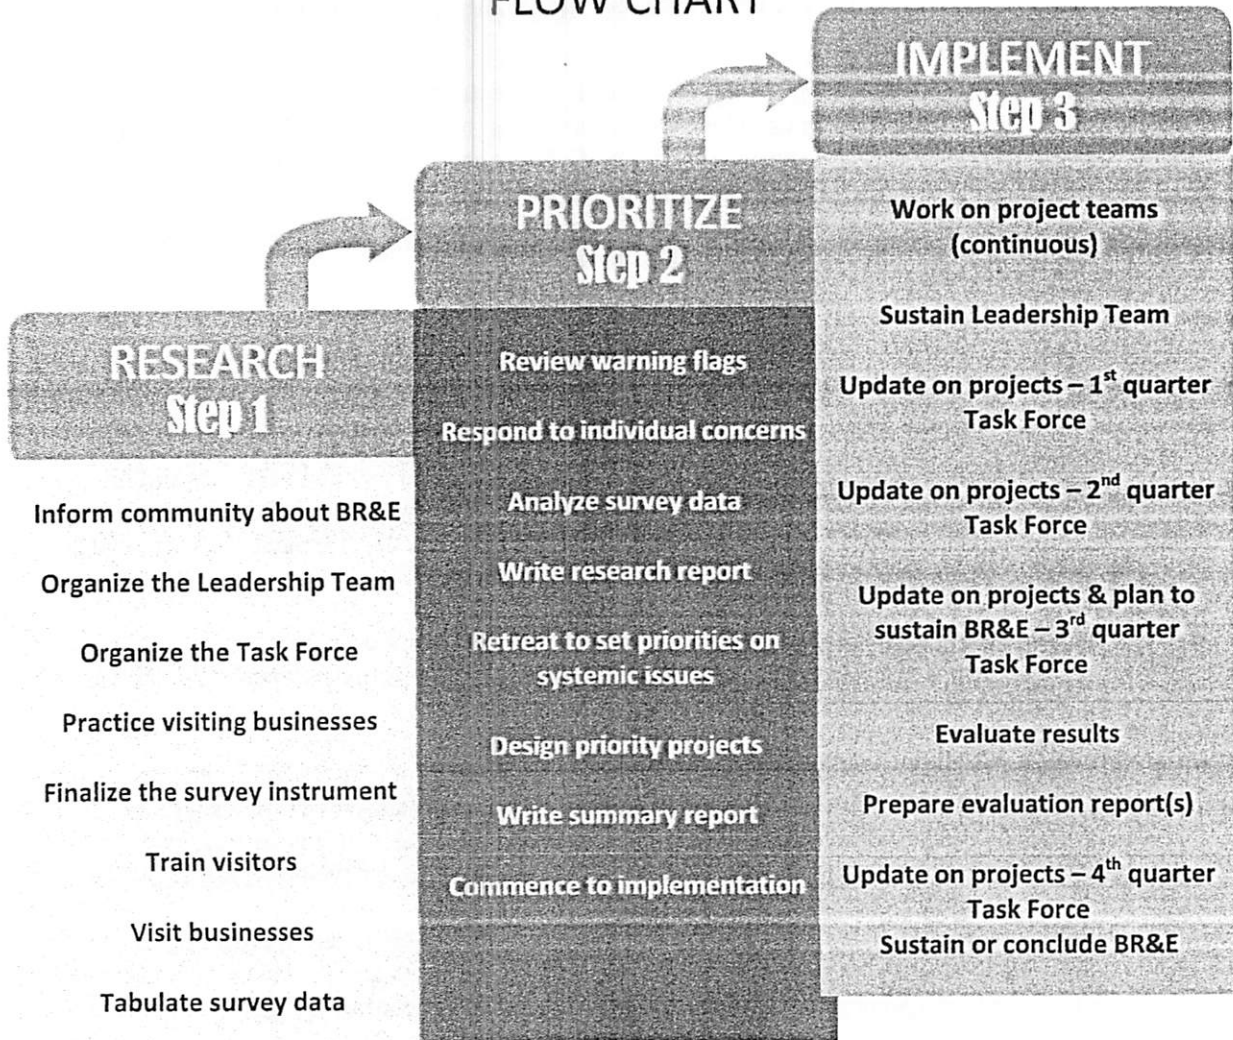 FLOW CHART
RESEARCH
Step 1
Inform community about BR&E
Organize the Leadership Team
Organize the Task Force
Practice visiting businesses
Finalize the survey instrument
Train visitors
Visit businesses
Tabulate survey data
PRIORITIZE
Step 2
Review warning flags
Respond to individual concerns
Analyze survey data
Write research report
Retreat to set priorities on
systemic issues
Design priority projects
Write summary report
Commence to implementation
IMPLEMENT
Step 3
Work on project teams
(continuous)
Sustain Leadership Team
Update on projects – 1st quarter
Task Force
Update on projects – 2nd quarter
Task Force
Update on projects & plan to
sustain BR&E – 3rd quarter
Task Force
Evaluate results
Prepare evaluation report(s)
Update on projects – 4th quarter
Task Force
Sustain or conclude BR&E